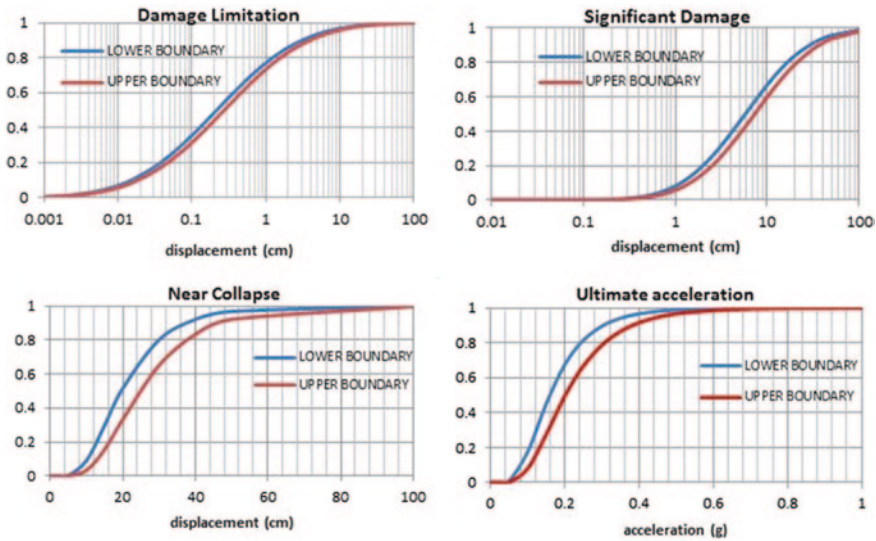 Damage Limitation
1
0.8
0.6
0.4
0.2
0
LOWER BOUNDARY
UPPER BOUNDARY
0.001 0.01 0.1 1 10 100
displacement (cm)
Significant Damage
1
0.8
0.6
0.4
0.2
0
LOWER BOUNDARY
UPPER BOUNDARY
0.01 0.1 1 10 100
displacement (cm)
Near Collapse
1
0.8
0.6
0.4
0.2
0
LOWER BOUNDARY
UPPER BOUNDARY
0 20 40 60 80 100
displacement (cm)
Ultimate acceleration
1
0.8
0.6
0.4
0.2
0
LOWER BOUNDARY
UPPER BOUNDARY
0 0.2 0.4 0.6 0.8 1
acceleration (g)